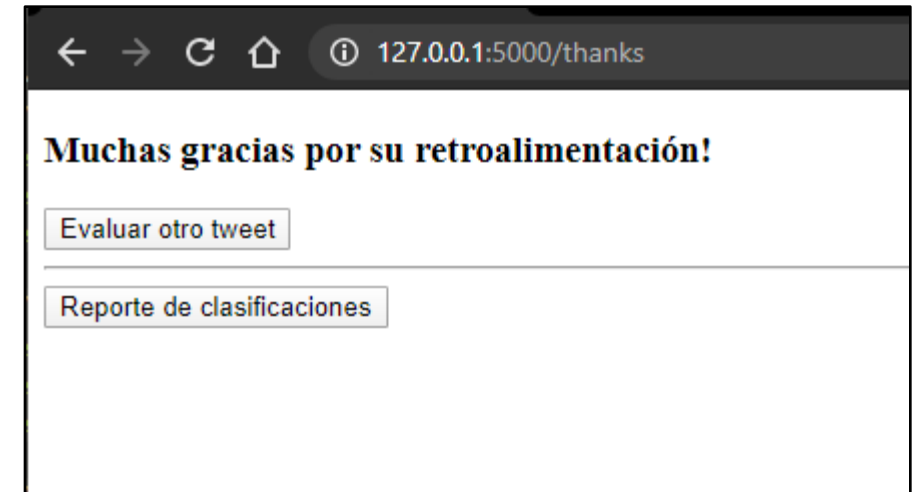 127.0.0.1:5000/thanks
Muchas gracias por su retroalimentación!
Evaluar otro tweet
Reporte de clasificaciones